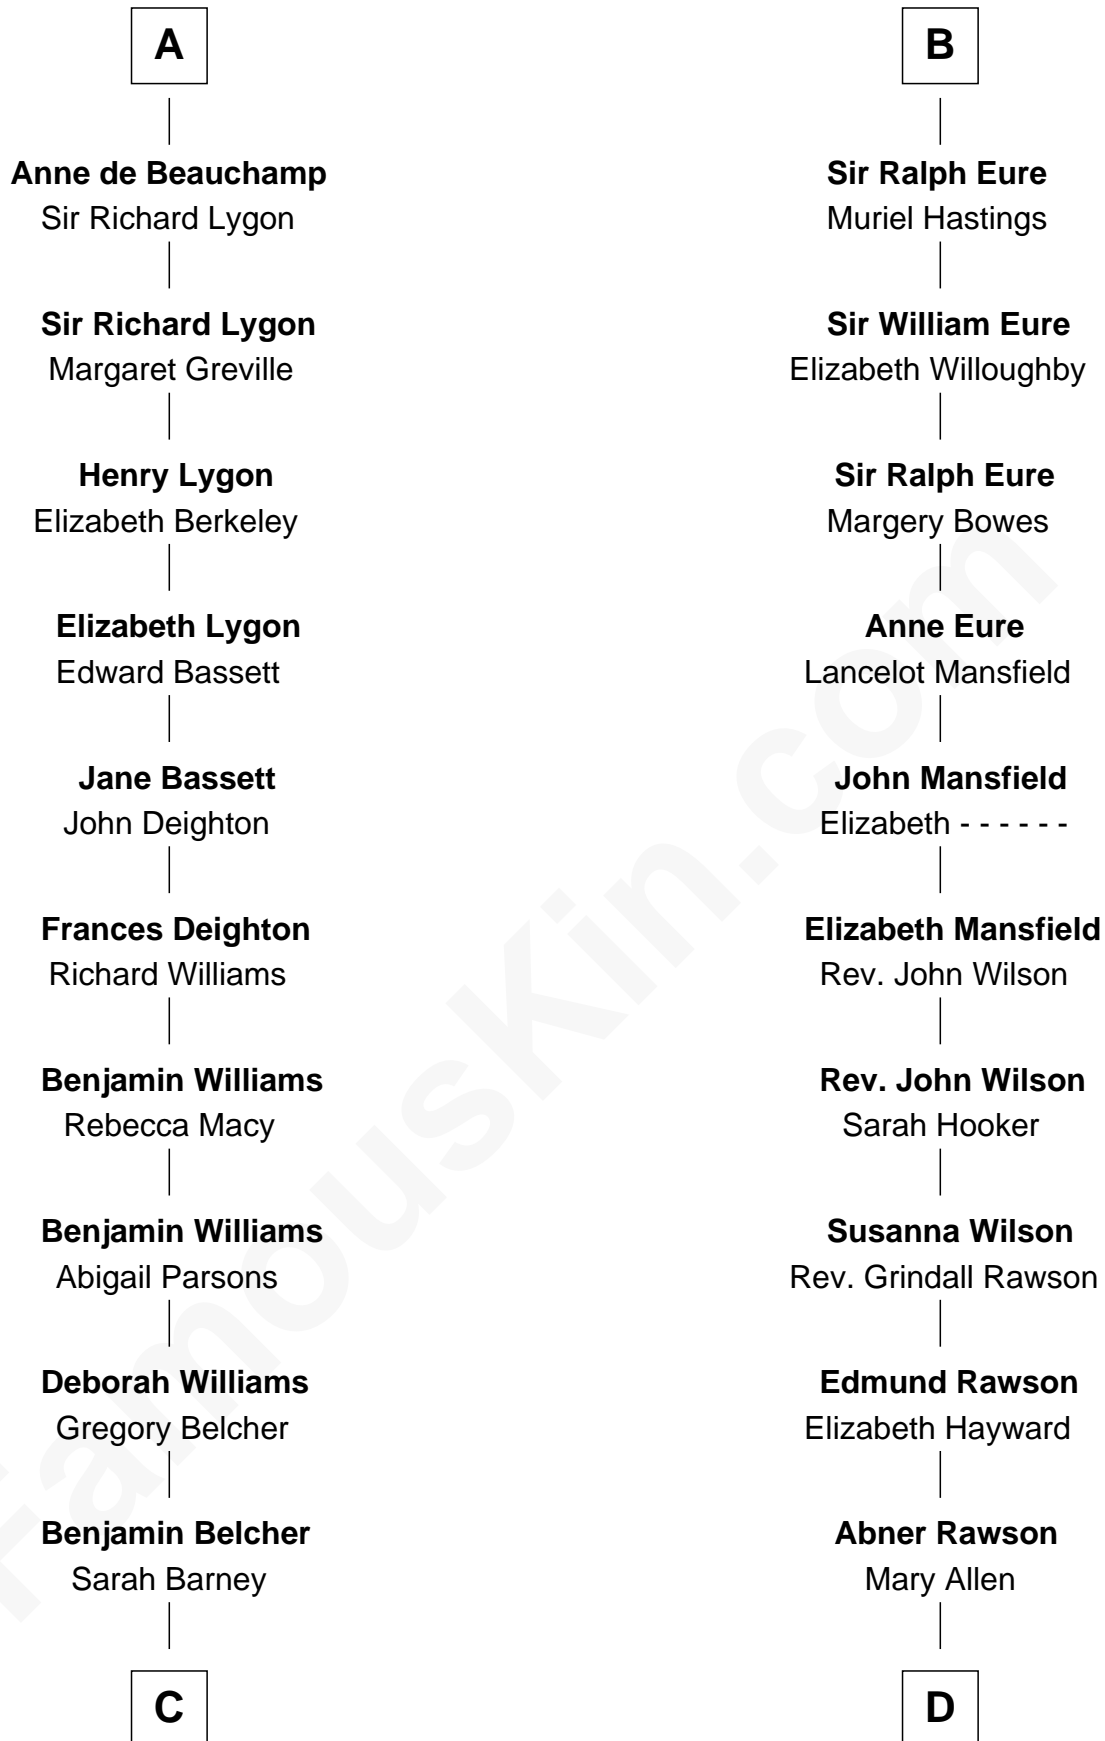 A
Anne de Beauchamp
Sir Richard Lygon
Sir Richard Lygon
Margaret Greville
Henry Lygon
Elizabeth Berkeley
Elizabeth Lygon
Edward Bassett
Jane Bassett
John Deighton
Frances Deighton
Richard Williams
Benjamin Williams
Rebecca Macy
Benjamin Williams
Abigail Parsons
Deborah Williams
Gregory Belcher
Benjamin Belcher
Sarah Barney
C
B
Sir Ralph Eure
Muriel Hastings
Sir William Eure
Elizabeth Willoughby
Sir Ralph Eure
Margery Bowes
Anne Eure
Lancelot Mansfield
John Mansfield
Elizabeth - - - - - -
Elizabeth Mansfield
Rev. John Wilson
Rev. John Wilson
Sarah Hooker
Susanna Wilson
Rev. Grindall Rawson
Edmund Rawson
Elizabeth Hayward
Abner Rawson
Mary Allen
D
FamousKin.com